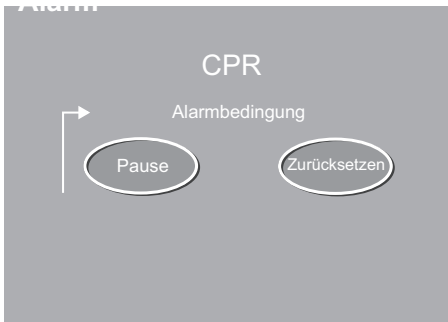 Alarm
CPR
Alarmbedingung
Pause
Zurücksetzen